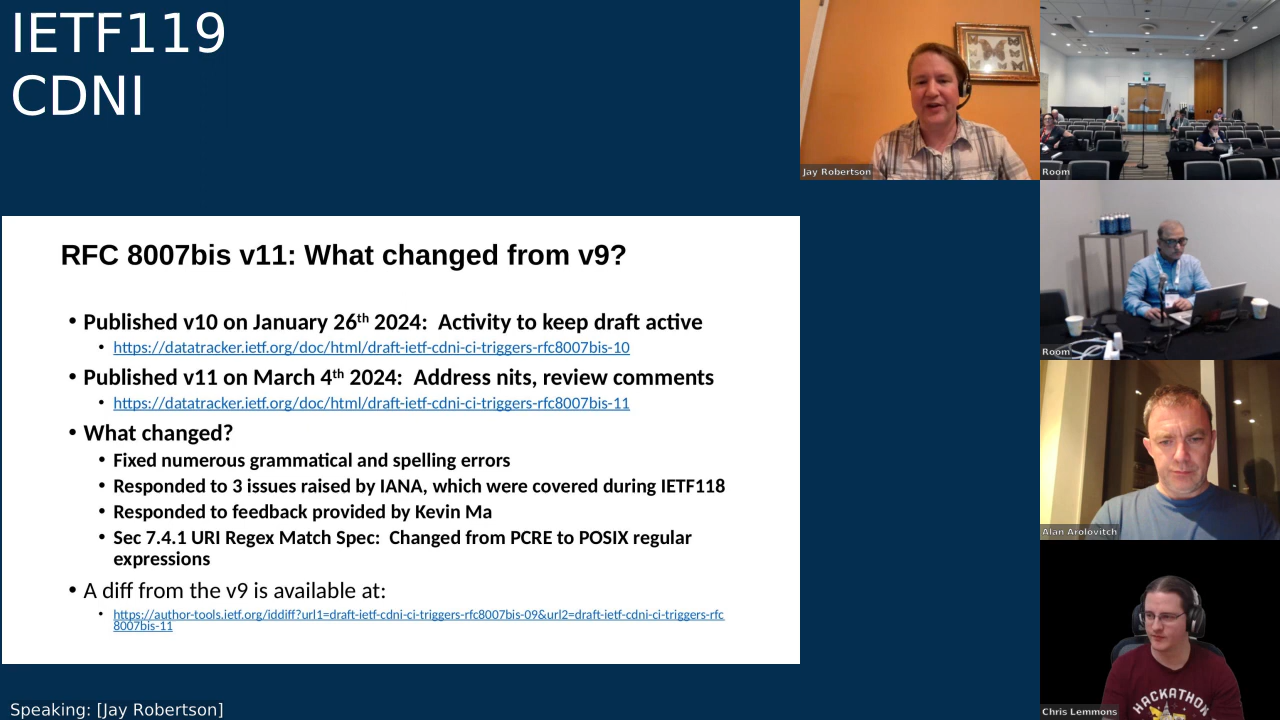 IETF119
CDNI
Jay Robertson
Room
Room
Alan Arolovitch
Chris Lemmons
HACKATHON
RFC 8007bis v11: What changed from v9?
• Published v10 on January 26th 2024: Activity to keep draft active
• https://datatracker.ietf.org/doc/html/draft-ietf-cdni-ci-triggers-rfc8007bis-10
• Published v11 on March 4th 2024: Address nits, review comments
• https://datatracker.ietf.org/doc/html/draft-ietf-cdni-ci-triggers-rfc8007bis-11
• What changed?
• Fixed numerous grammatical and spelling errors
• Responded to 3 issues raised by IANA, which were covered during IETF118
• Responded to feedback provided by Kevin Ma
• Sec 7.4.1 URI Regex Match Spec: Changed from PCRE to POSIX regular
expressions
• A diff from the v9 is available at:
• https://author-tools.ietf.org/iddiff?url1=draft-ietf-cdni-ci-triggers-rfc8007bis-09&url2=draft-ietf-cdni-ci-triggers-rfc
8007bis-11
Speaking: [Jay Robertson]